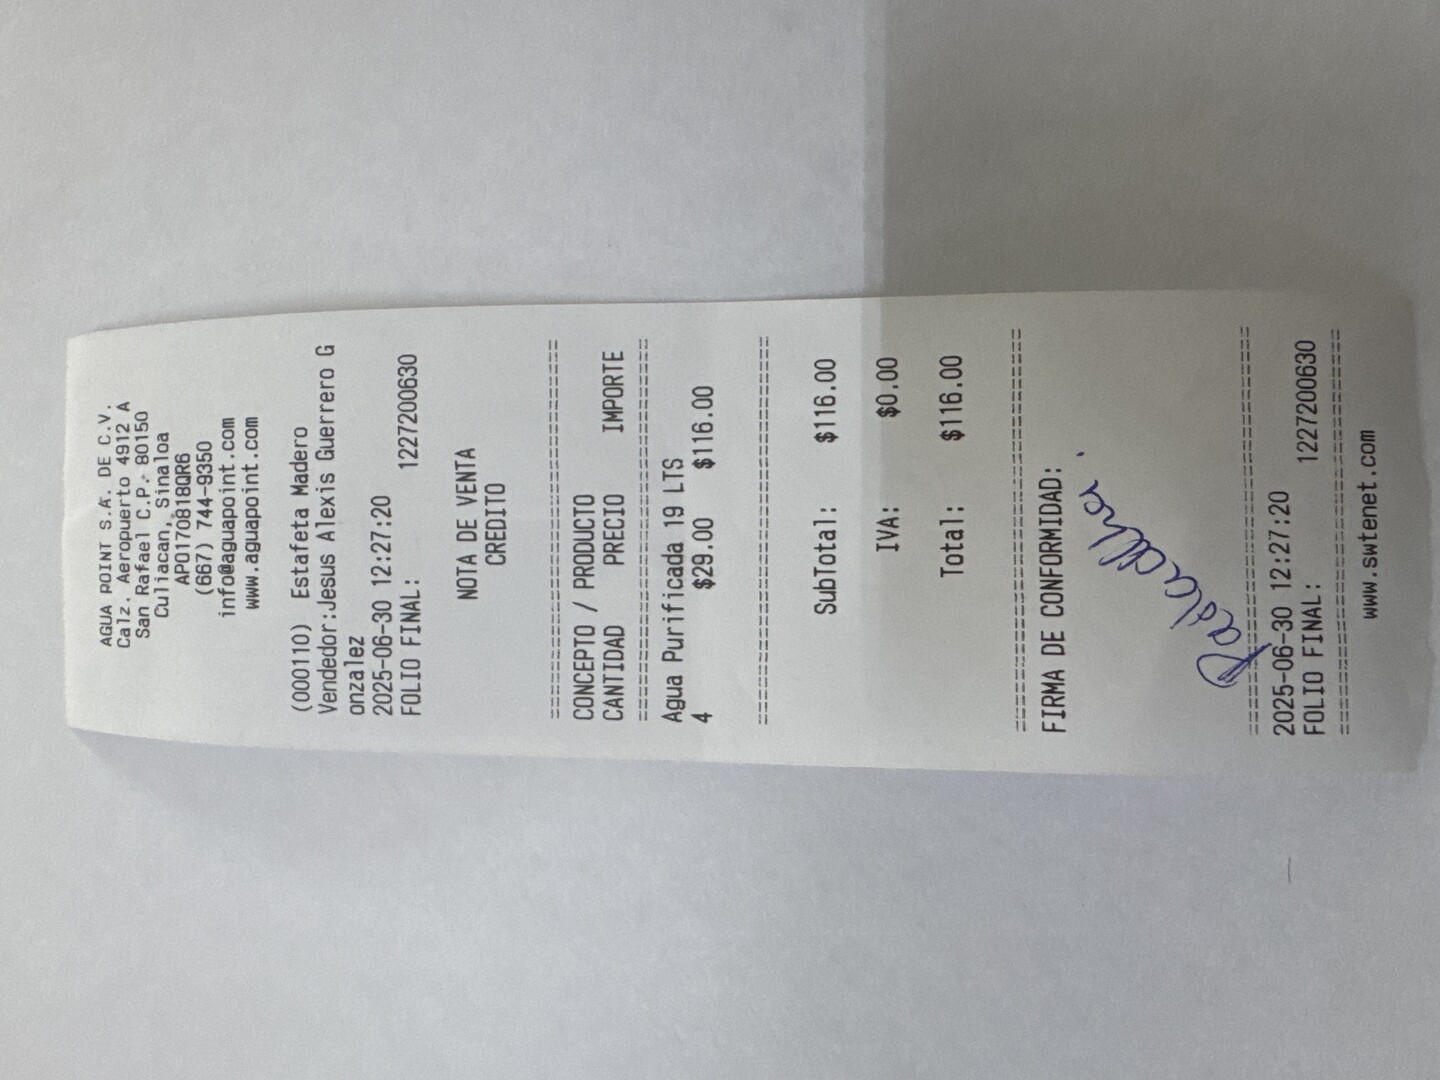 AGUA POINT S.A. DE C.V.
Calz. Aeropuerto 4912 A
San Rafael C.P. 80150
Culiacan, Sinaloa
APO170818QR6
(667) 744-9350
info@aguapoint.com
www.aguapoint.com
(000110) Estafeta Madero
Vendedor:Jesus Alexis Guerrero G
onzalez
2025-06-30 12:27:20
FOLIO FINAL: 1227200630
NOTA DE VENTA
CREDITO
================================
CONCEPTO / PRODUCTO
CANTIDAD PRECIO IMPORTE
================================
Agua Purificada 19 LTS
4 $29.00 $116.00
================================
SubTotal: $116.00
IVA: $0.00
Total: $116.00
================================
FIRMA DE CONFORMIDAD:
================================
2025-06-30 12:27:20
FOLIO FINAL: 1227200630
================================
www.swtenet.com